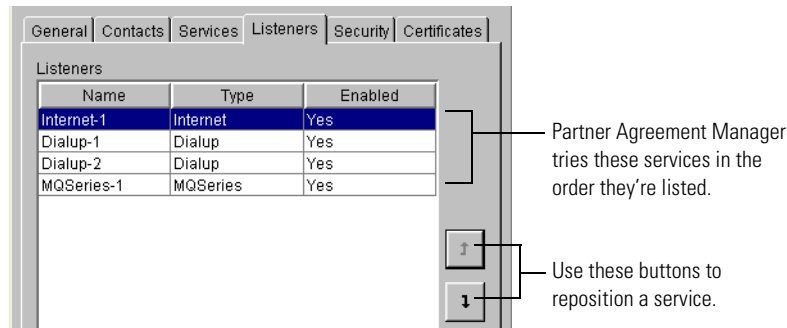 General Contacts Services Listeners Security Certificates
Listeners
Name Type Enabled
Internet-1 Internet Yes
Dialup-1 Dialup Yes
Dialup-2 Dialup Yes
MQSeries-1 MQSeries Yes
Partner Agreement Manager
tries these services in the
order they're listed.
Use these buttons to
reposition a service.